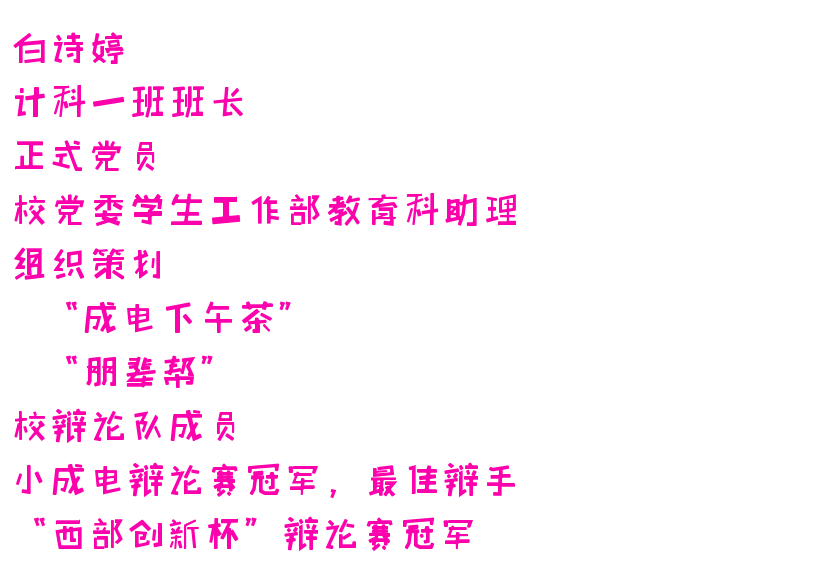 白诗婷
计科一班班长
正式党员
校党委学生工作部教育科助理
组织策划
“成电下午茶”
“朋辈帮”
校辩论队成员
小成电辩论赛冠军，最佳辩手
“西部创新杯”辩论赛冠军